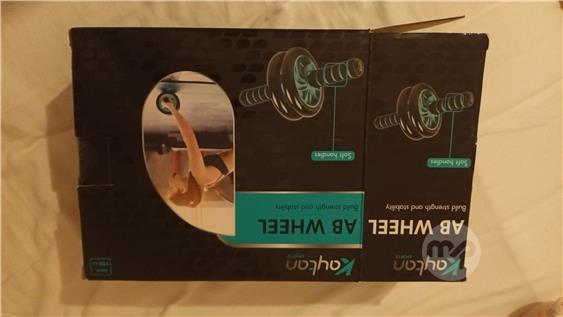 Kaytan
SPORTS
AB WHEEL
Build strength and stability
Soft handles
Kaytan
SPORTS
AB WHEEL
Build strength and stability
Soft handles